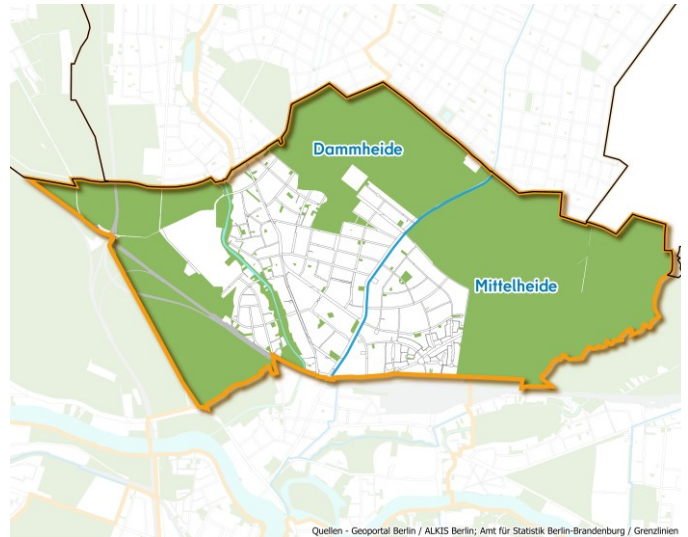 Dammheide
Mittelheide
Quellen - Geoportal Berlin / ALKIS Berlin; Amt für Statistik Berlin-Brandenburg / Grenzlinien